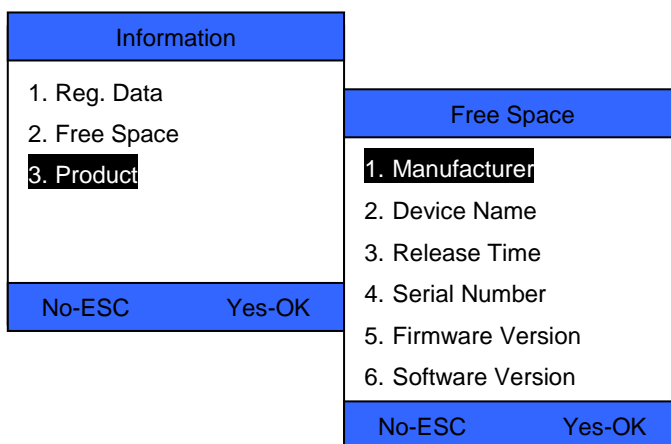 Information
1. Reg. Data
2. Free Space
3. Product
No-ESC Yes-OK
Free Space
1. Manufacturer
2. Device Name
3. Release Time
4. Serial Number
5. Firmware Version
6. Software Version
No-ESC Yes-OK